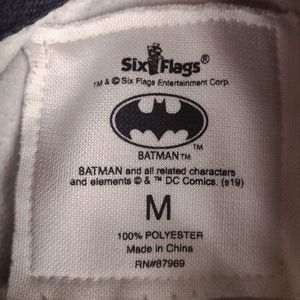 Six Flags®
™ & © Six Flags Entertainment Corp.
BATMAN™
BATMAN and all related characters
and elements © & ™ DC Comics. (s19)
M
100% POLYESTER
Made in China
RN#87969